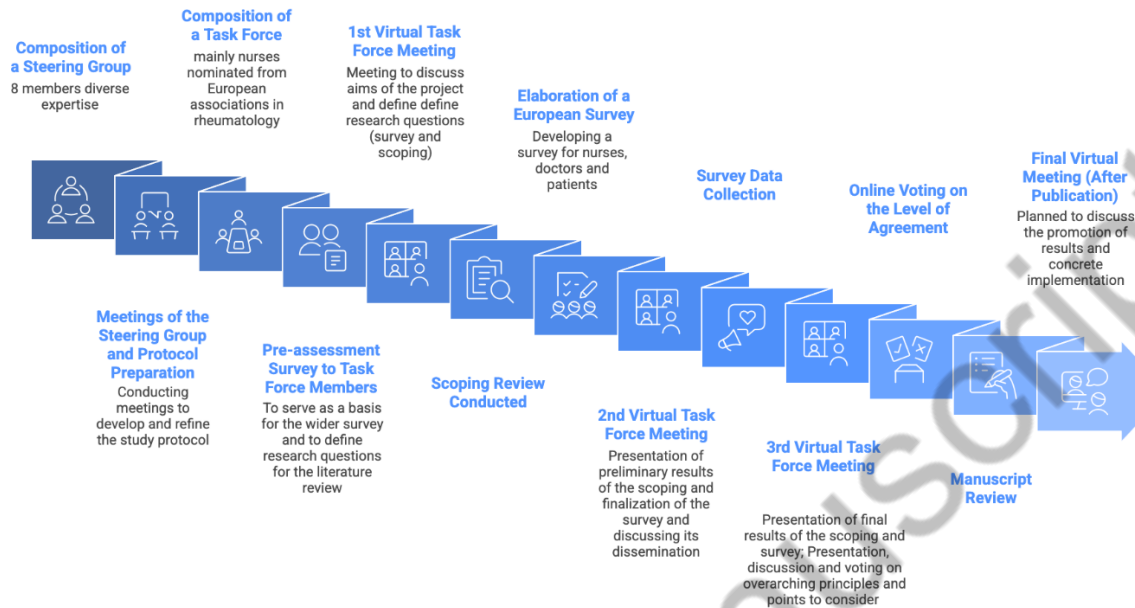 Composition of
a Steering Group
8 members diverse
expertise
Meetings of the
Steering Group
and Protocol
Preparation
Conducting
meetings to
develop and refine
the study protocol
Composition of
a Task Force
mainly nurses
nominated from
European
associations in
rheumatology
Pre-assessment
Survey to Task
Force Members
To serve as a basis
for the wider survey
and to define
research questions
for the literature
review
1st Virtual Task
Force Meeting
Meeting to discuss
aims of the project
and define define
research questions
(survey and
scoping)
Scoping Review
Conducted
Elaboration of a
European Survey
Developing a
survey for nurses,
doctors and
patients
2nd Virtual Task
Force Meeting
Presentation of
preliminary results
of the scoping and
finalization of the
survey and
discussing its
dissemination
Survey Data
Collection
3rd Virtual Task
Force Meeting
Presentation of final
results of the scoping and
survey; Presentation,
discussion and voting on
overarching principles and
points to consider
Online Voting on
the Level of
Agreement
Manuscript
Review
Final Virtual
Meeting (After
Publication)
Planned to discuss
the promotion of
results and
concrete
implementation